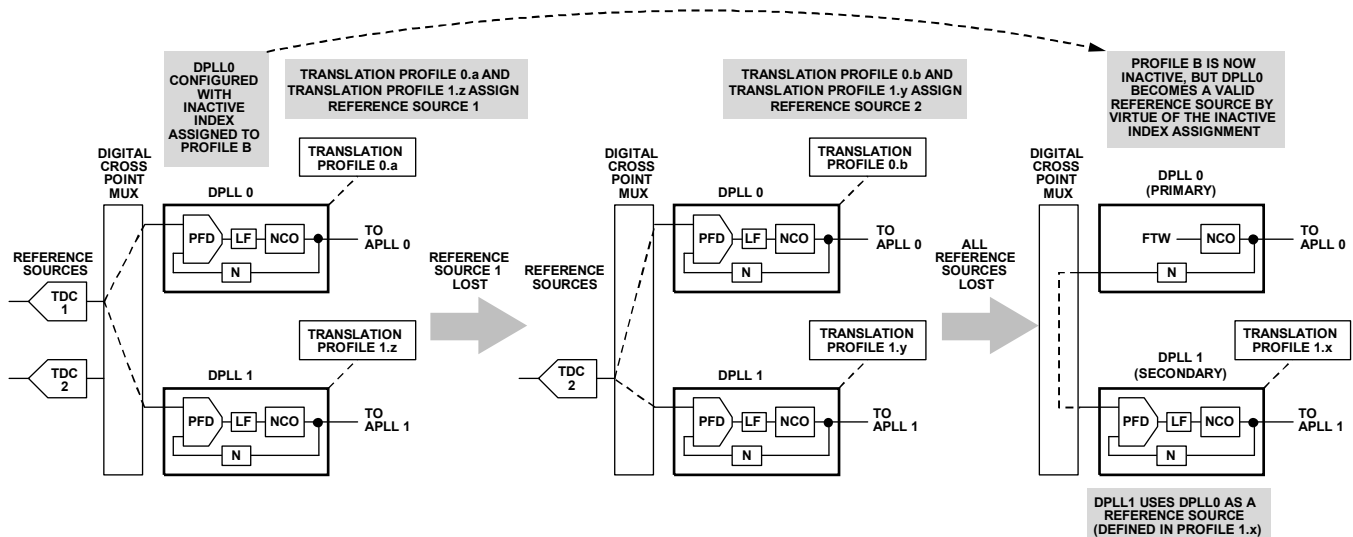 DPLL0
CONFIGURED
WITH
INACTIVE
INDEX
ASSIGNED TO
PROFILE B
TRANSLATION PROFILE 0.a AND
TRANSLATION PROFILE 1.z ASSIGN
REFERENCE SOURCE 1
TRANSLATION PROFILE 0.b AND
TRANSLATION PROFILE 1.y ASSIGN
REFERENCE SOURCE 2
PROFILE B IS NOW
INACTIVE, BUT DPLL0
BECOMES A VALID
REFERENCE SOURCE BY
VIRTUE OF THE INACTIVE
INDEX ASSIGNMENT
DIGITAL
CROSS
POINT
MUX
REFERENCE
SOURCES
TDC
1
TDC
2
TRANSLATION
PROFILE 0.a
DPLL 0
PFD
LF
NCO
N
TO
APLL 0
TRANSLATION
PROFILE 1.z
DPLL 1
PFD
LF
NCO
N
TO
APLL 1
REFERENCE
SOURCE 1
LOST
DIGITAL
CROSS
POINT
MUX
REFERENCE
SOURCES
TDC
2
TRANSLATION
PROFILE 0.b
DPLL 0
PFD
LF
NCO
N
TO
APLL 0
TRANSLATION
PROFILE 1.y
DPLL 1
PFD
LF
NCO
N
TO
APLL 1
ALL
REFERENCE
SOURCES
LOST
DIGITAL
CROSS
POINT
MUX
DPLL 0
(PRIMARY)
FTW
NCO
N
TO
APLL 0
TRANSLATION
PROFILE 1.x
DPLL 1
(SECONDARY)
PFD
LF
NCO
N
TO
APLL 1
DPLL1 USES DPLL0 AS A
REFERENCE SOURCE
(DEFINED IN PROFILE 1.x)